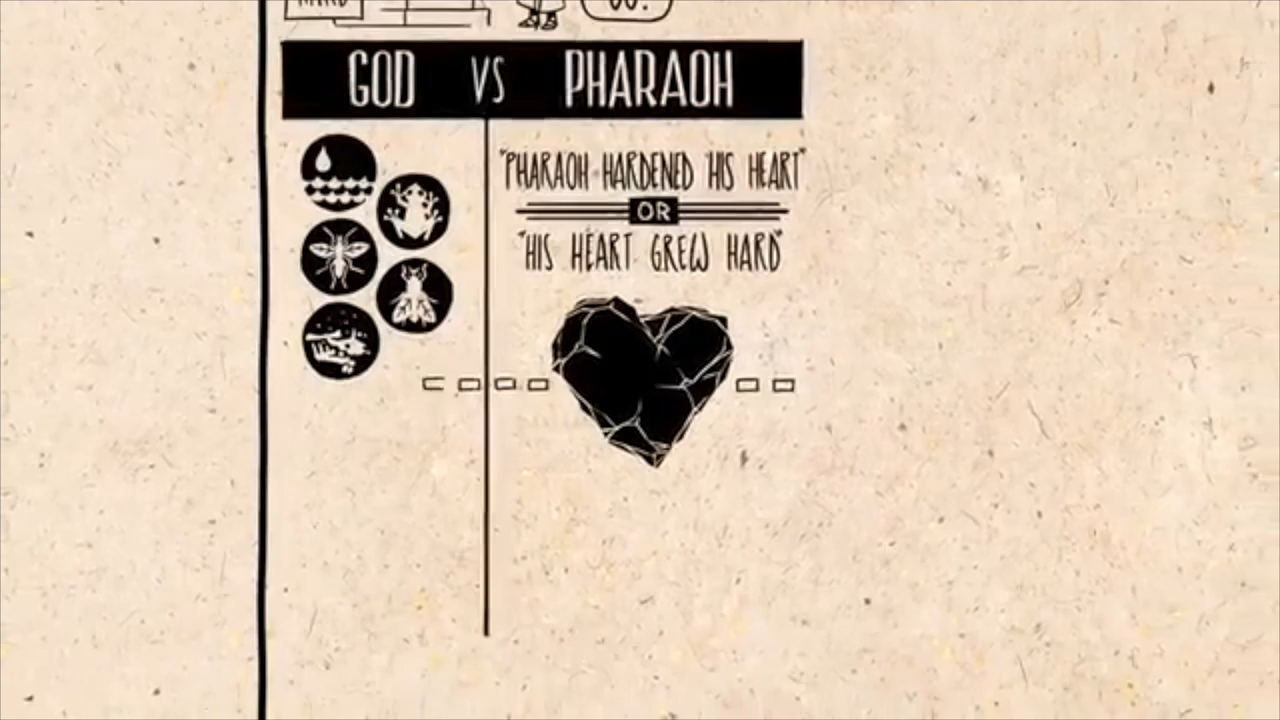 GOD VS PHARAOH
"PHARAOH HARDENED HIS HEART"
OR
"HIS HEART GREW HARD"